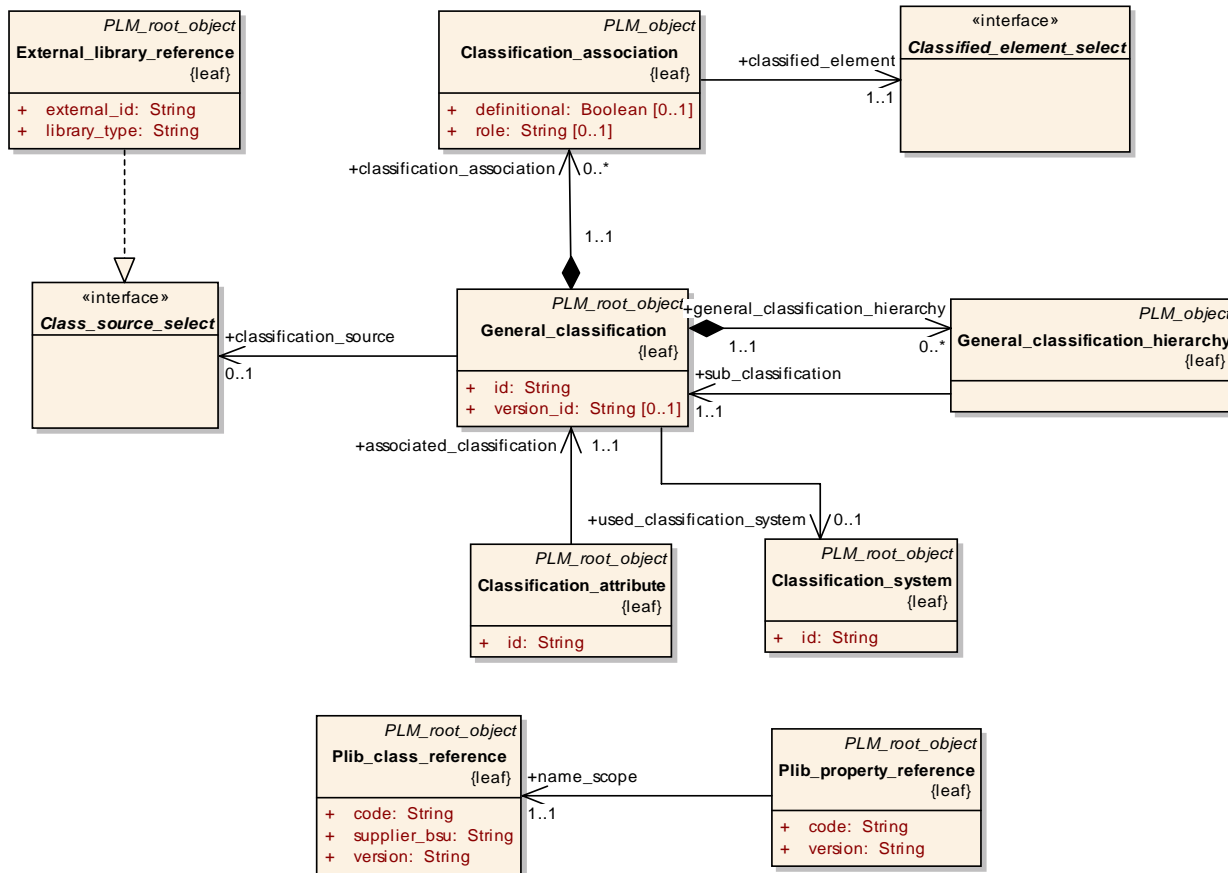 PLM_root_object
External_library_reference
{leaf}
+ external_id: String
+ library_type: String
PLM_object
Classification_association
{leaf}
+ definitional: Boolean [0..1]
+ role: String [0..1]
«interface»
Classified_element_select
+classified_element
1..1
+classification_association
0..*
1..1
«interface»
Class_source_select
+classification_source
0..1
PLM_root_object
General_classification
{leaf}
+ id: String
+ version_id: String [0..1]
+general_classification_hierarchy
1..1
0..*
+sub_classification
1..1
PLM_object
General_classification_hierarchy
{leaf}
+associated_classification
1..1
+used_classification_system
0..1
PLM_root_object
Classification_attribute
{leaf}
+ id: String
PLM_root_object
Classification_system
{leaf}
+ id: String
PLM_root_object
Plib_class_reference
{leaf}
+ code: String
+ supplier_bsu: String
+ version: String
+name_scope
1..1
PLM_root_object
Plib_property_reference
{leaf}
+ code: String
+ version: String